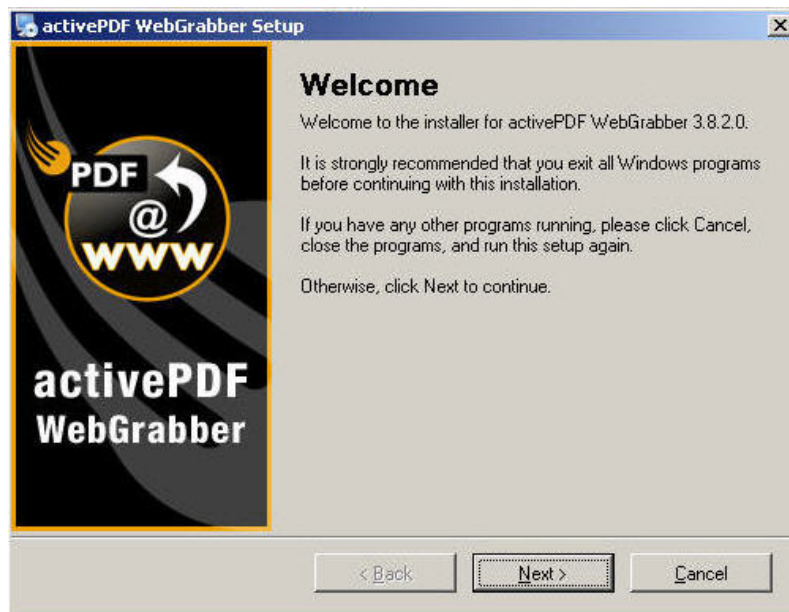 activePDF WebGrabber Setup
Welcome
Welcome to the installer for activePDF WebGrabber 3.8.2.0.
It is strongly recommended that you exit all Windows programs
before continuing with this installation.
If you have any other programs running, please click Cancel,
close the programs, and run this setup again.
Otherwise, click Next to continue.
PDF
@
WWW
activePDF
WebGrabber
< Back
Next >
Cancel